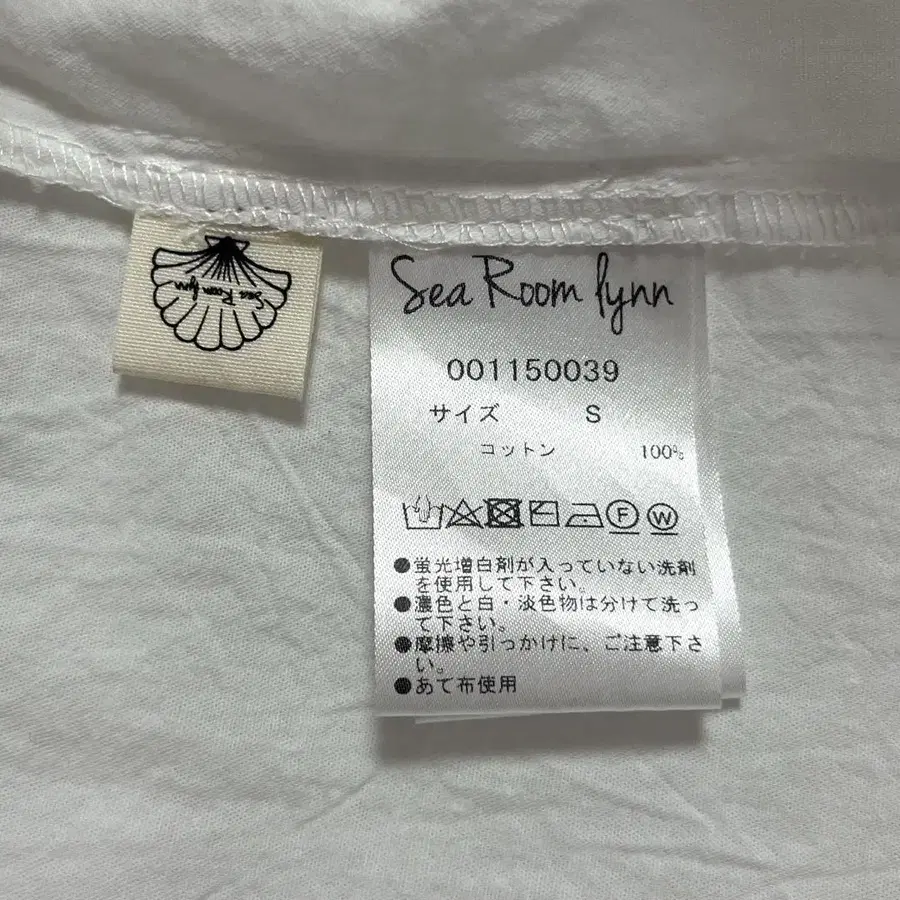 Sea Room lynn
Sea Room lynn
001150039
サイズ S
コットン 100%
F W
●蛍光増白剤が入っていない洗剤
を使用して下さい。
●濃色と白・淡色物は分けて洗っ
て下さい。
●摩擦や引っかけに、ご注意下さ
い。
●あて布使用